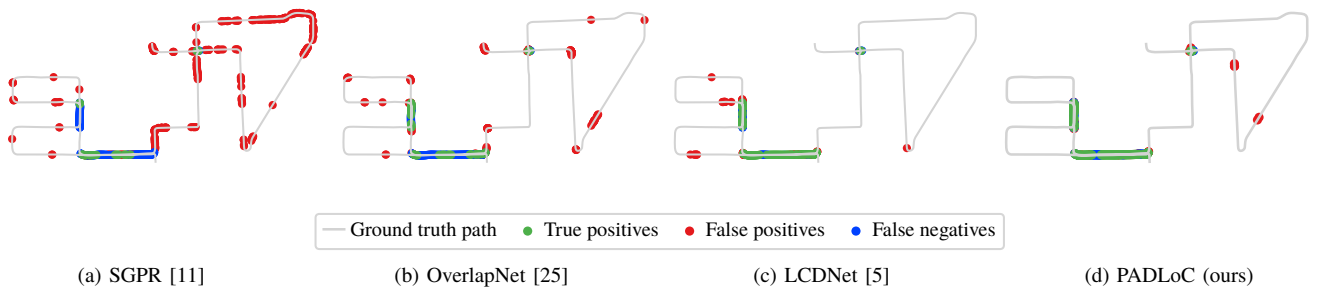 Ground truth path True positives False positives False negatives
(a) SGPR [11] (b) OverlapNet [25] (c) LCDNet [5] (d) PADLoC (ours)